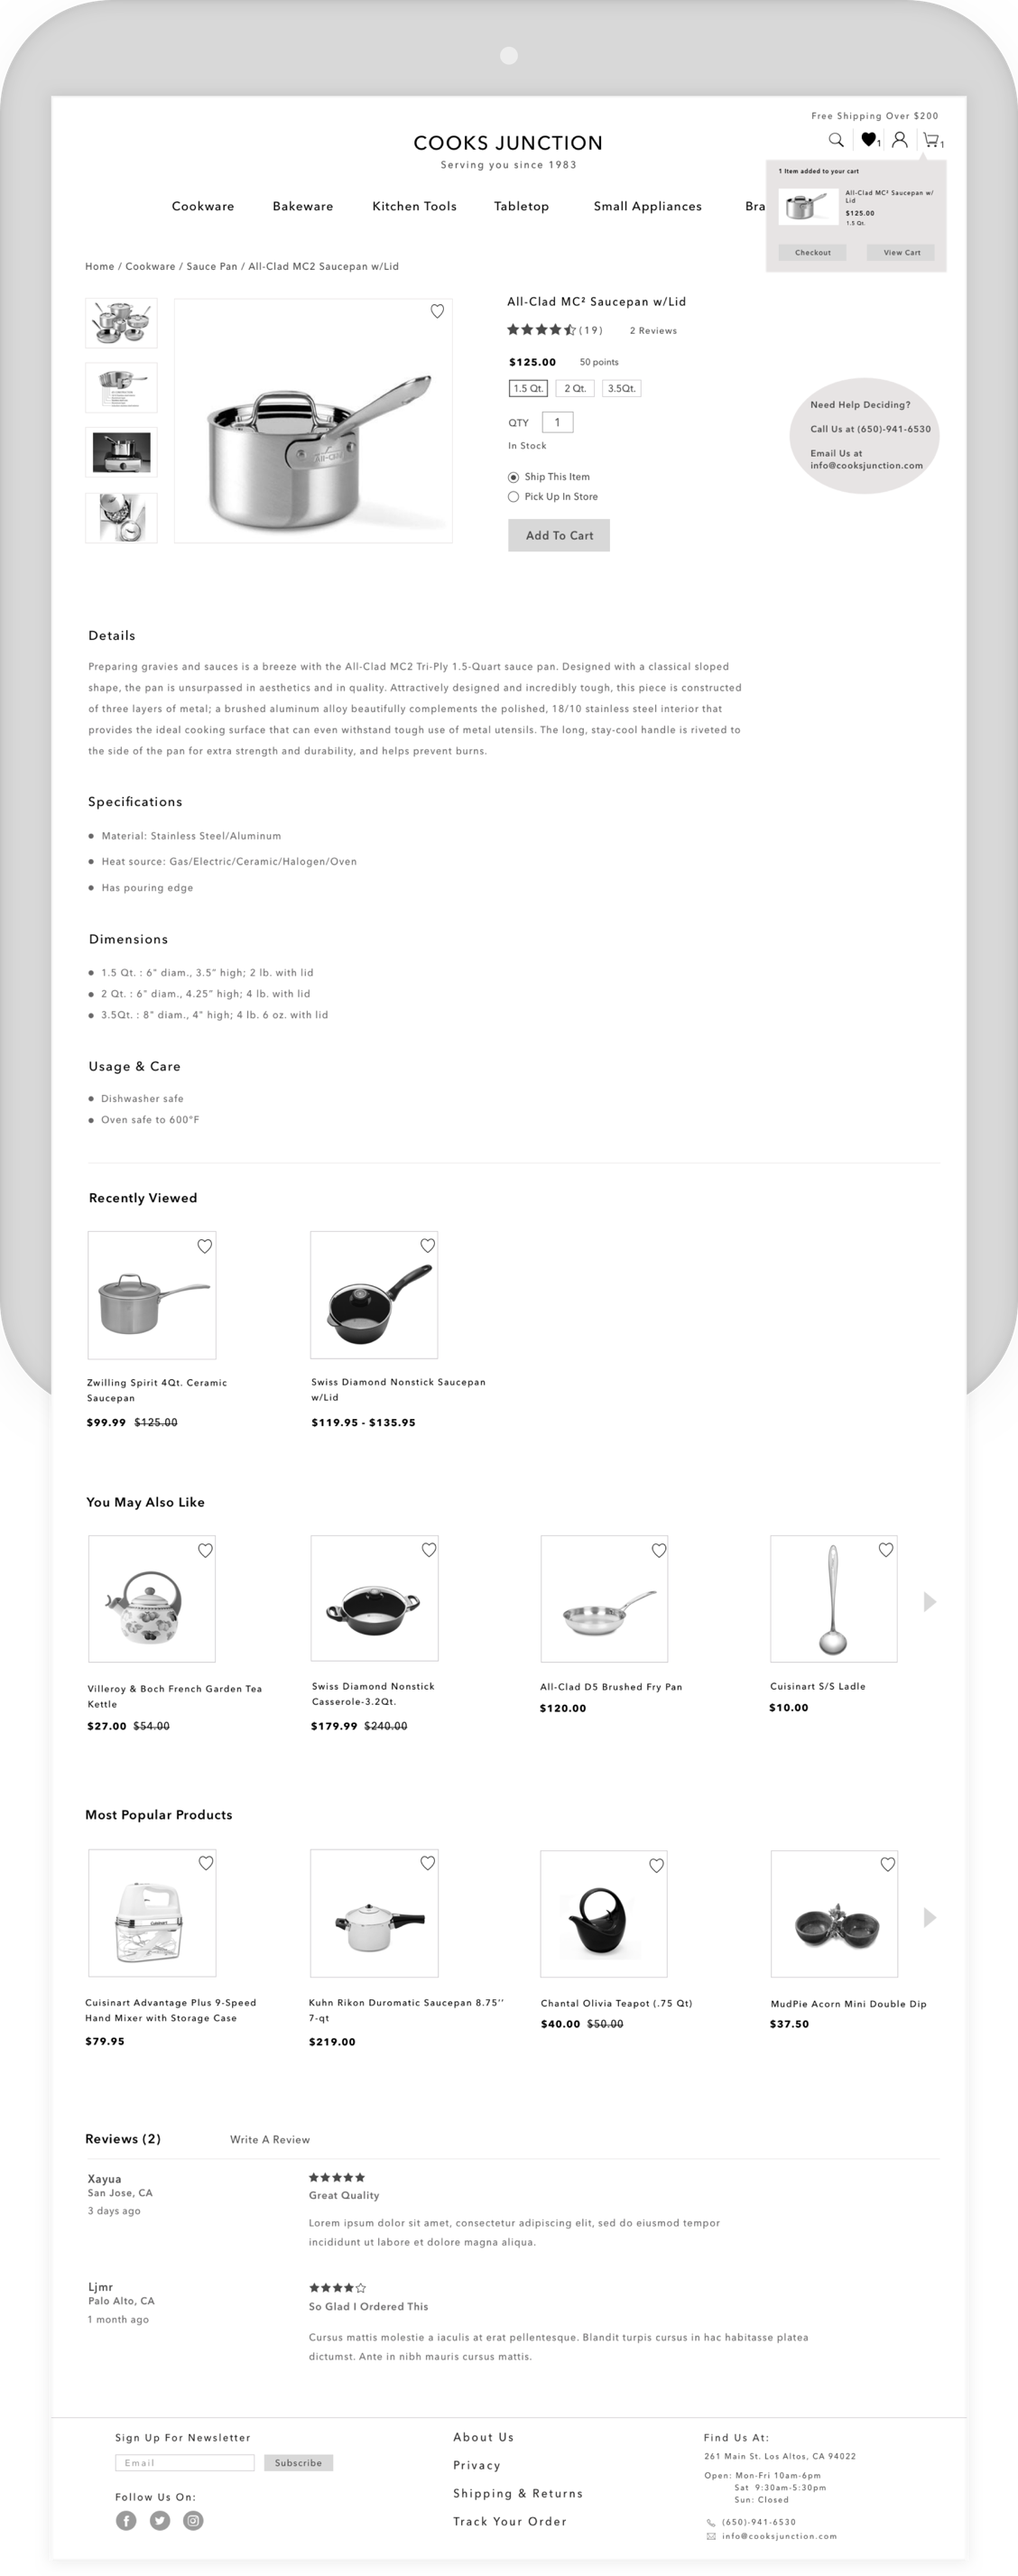 Free Shipping Over $200
COOKS JUNCTION
Serving you since 1983
1
1
1 Item added to your cart
All-Clad MC² Saucepan w/
Lid
$125.00
1.5 Qt.
Checkout
View Cart
Cookware
Bakeware
Kitchen Tools
Tabletop
Small Appliances
Bra
Home / Cookware / Sauce Pan / All-Clad MC2 Saucepan w/Lid
All-Clad
All-Clad MC² Saucepan w/Lid
(19)
2 Reviews
$125.00
50 points
1.5 Qt.
2 Qt.
3.5Qt.
QTY
1
In Stock
Ship This Item
Pick Up In Store
Add To Cart
Need Help Deciding?
Call Us at (650)-941-6530
Email Us at
info@cooksjunction.com
Details
Preparing gravies and sauces is a breeze with the All-Clad MC2 Tri-Ply 1.5-Quart sauce pan. Designed with a classical sloped
shape, the pan is unsurpassed in aesthetics and in quality. Attractively designed and incredibly tough, this piece is constructed
of three layers of metal; a brushed aluminum alloy beautifully complements the polished, 18/10 stainless steel interior that
provides the ideal cooking surface that can even withstand tough use of metal utensils. The long, stay-cool handle is riveted to
the side of the pan for extra strength and durability, and helps prevent burns.
Specifications
Material: Stainless Steel/Aluminum
Heat source: Gas/Electric/Ceramic/Halogen/Oven
Has pouring edge
Dimensions
1.5 Qt. : 6" diam., 3.5" high; 2 lb. with lid
2 Qt. : 6" diam., 4.25" high; 4 lb. with lid
3.5Qt. : 8" diam., 4" high; 4 lb. 6 oz. with lid
Usage & Care
Dishwasher safe
Oven safe to 600°F
Recently Viewed
Zwilling Spirit 4Qt. Ceramic
Saucepan
$99.99 $125.00
Swiss Diamond Nonstick Saucepan
w/Lid
$119.95 - $135.95
You May Also Like
Villeroy & Boch French Garden Tea
Kettle
$27.00 $54.00
Swiss Diamond Nonstick
Casserole-3.2Qt.
$179.99 $240.00
All-Clad D5 Brushed Fry Pan
$120.00
Cuisinart S/S Ladle
$10.00
Most Popular Products
Cuisinart
Cuisinart Advantage Plus 9-Speed
Hand Mixer with Storage Case
$79.95
Kuhn Rikon Duromatic Saucepan 8.75''
7-qt
$219.00
Chantal Olivia Teapot (.75 Qt)
$40.00 $50.00
MudPie Acorn Mini Double Dip
$37.50
Reviews (2)
Write A Review
Xayua
San Jose, CA
3 days ago
Great Quality
Lorem ipsum dolor sit amet, consectetur adipiscing elit, sed do eiusmod tempor
incididunt ut labore et dolore magna aliqua.
Ljmr
Palo Alto, CA
1 month ago
So Glad I Ordered This
Cursus mattis molestie a iaculis at erat pellentesque. Blandit turpis cursus in hac habitasse platea
dictumst. Ante in nibh mauris cursus mattis.
Sign Up For Newsletter
Email
Subscribe
Follow Us On:
About Us
Privacy
Shipping & Returns
Track Your Order
Find Us At:
261 Main St. Los Altos, CA 94022
Open: Mon-Fri 10am-6pm
Sat 9:30am-5:30pm
Sun: Closed
(650)-941-6530
info@cooksjunction.com